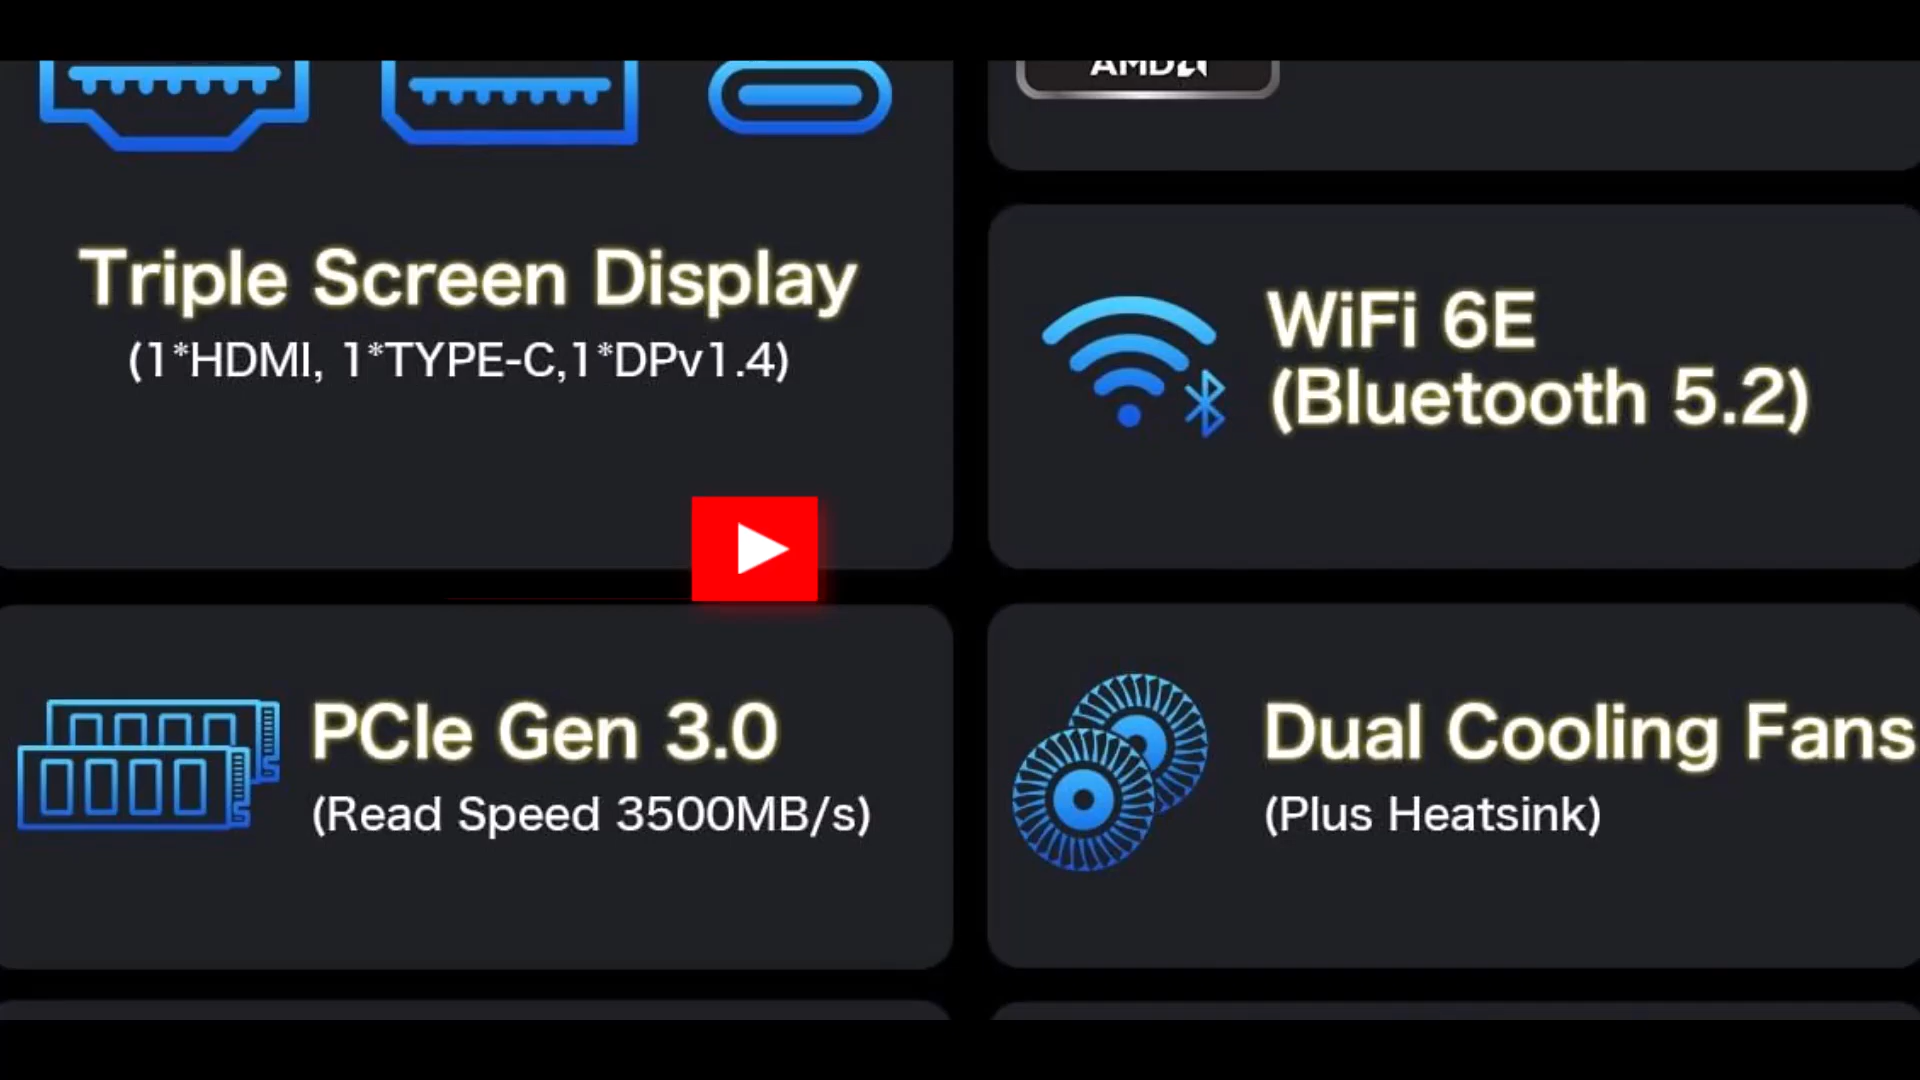 AMD
Triple Screen Display
(1*HDMI, 1*TYPE-C,1*DPv1.4)
WiFi 6E
(Bluetooth 5.2)
PCIe Gen 3.0
(Read Speed 3500MB/s)
Dual Cooling Fans
(Plus Heatsink)